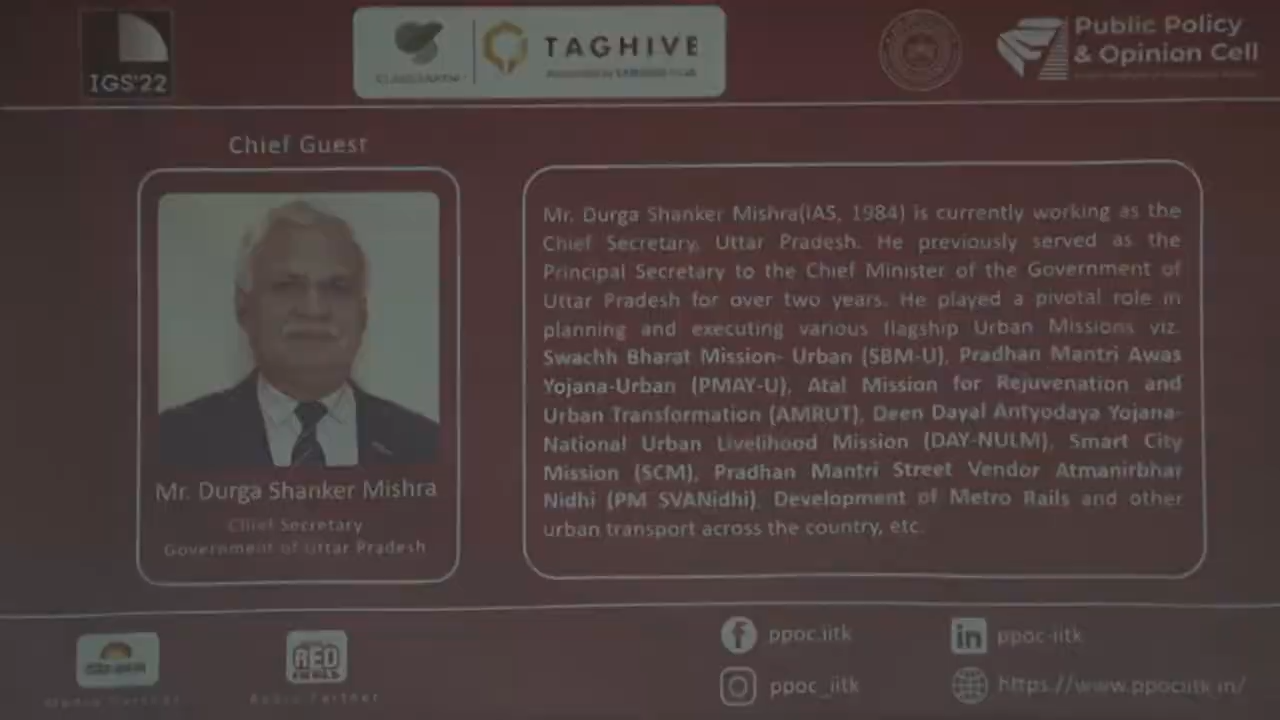 IGS'22
TAGHIVE
Public Policy
& Opinion Cell
Chief Guest
Mr. Durga Shanker Mishra
Chief Secretary
Government of Uttar Pradesh
Mr. Durga Shanker Mishra(IAS, 1984) is currently working as the
Chief Secretary, Uttar Pradesh. He previously served as the
Principal Secretary to the Chief Minister of the Government of
Uttar Pradesh for over two years. He played a pivotal role in
planning and executing various flagship Urban Missions viz.
Swachh Bharat Mission- Urban (SBM-U), Pradhan Mantri Awas
Yojana-Urban (PMAY-U), Atal Mission for Rejuvenation and
Urban Transformation (AMRUT), Deen Dayal Antyodaya Yojana-
National Urban Livelihood Mission (DAY-NULM), Smart City
Mission (SCM), Pradhan Mantri Street Vendor Atmanirbhar
Nidhi (PM SVANidhi), Development of Metro Rails and other
urban transport across the country, etc.
RED
Media Partner
Audio Partner
ppoc.iitk
ppoc-iitk
ppoc_iitk
https://www.ppociitk.in/